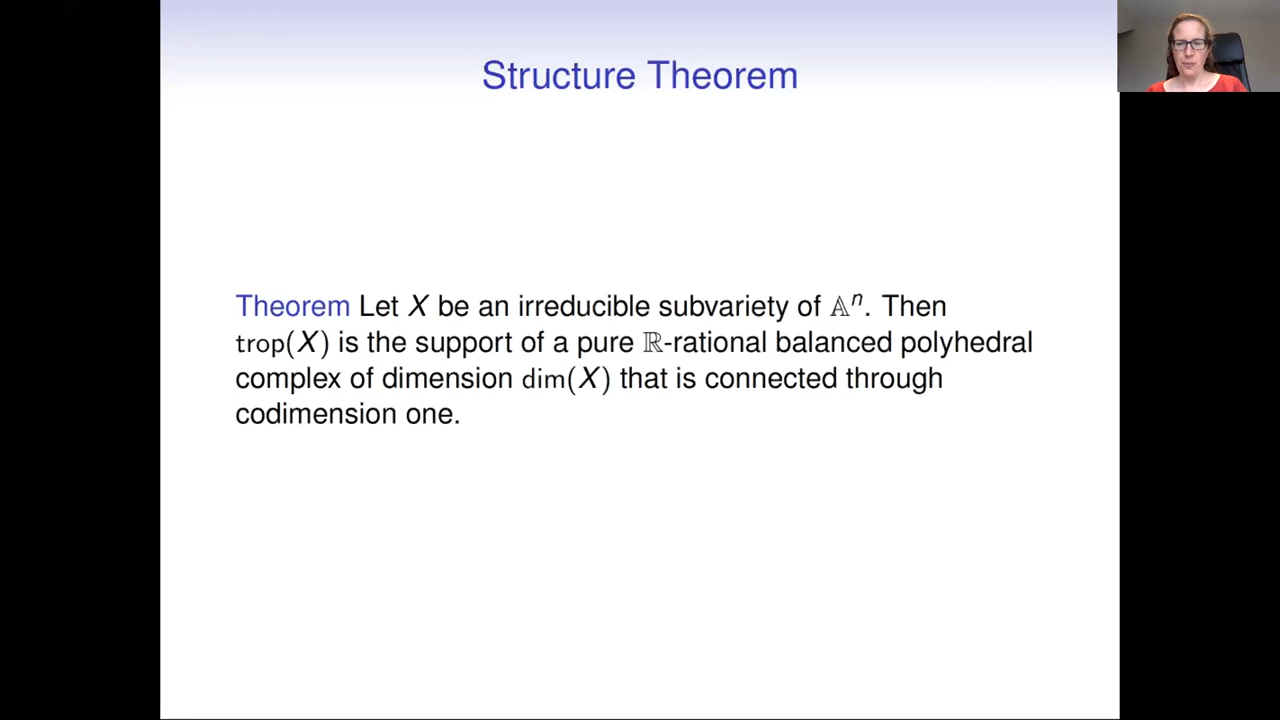 Structure Theorem
Theorem Let X be an irreducible subvariety of 𝔸ⁿ. Then
trop(X) is the support of a pure ℝ-rational balanced polyhedral
complex of dimension dim(X) that is connected through
codimension one.